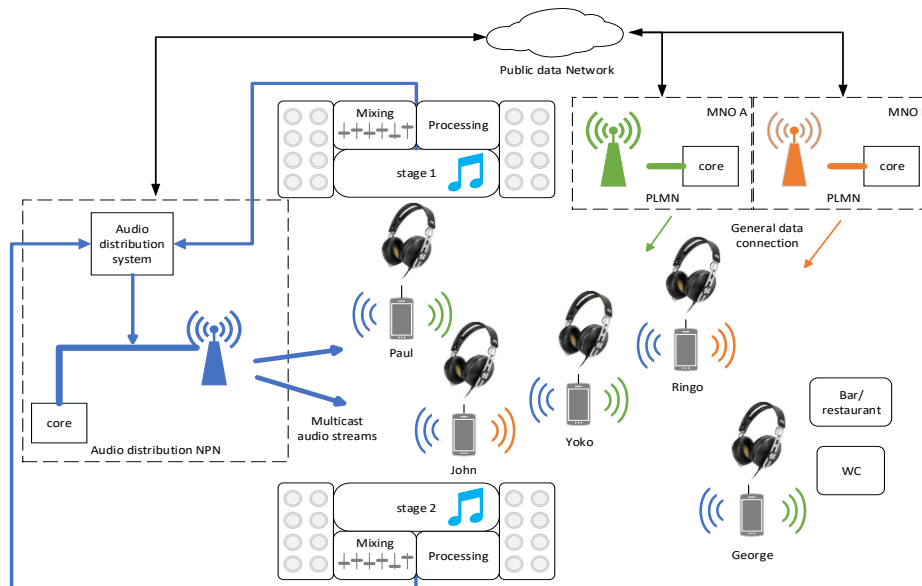 Public data Network
MNO A
MNO
Mixing
Processing
stage 1
core
core
PLMN
PLMN
General data
connection
Audio
distribution
system
Paul
Ringo
core
Multicast
audio streams
Audio distribution NPN
John
Yoko
Bar/
restaurant
WC
stage 2
Mixing
Processing
George